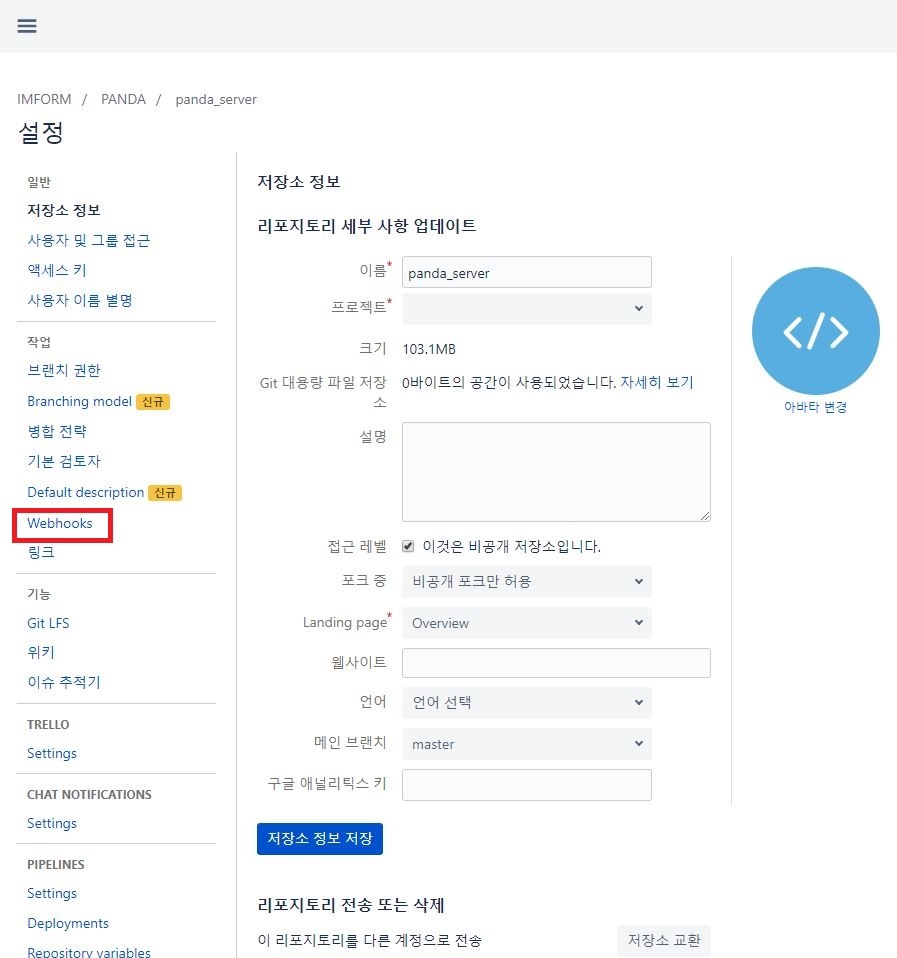 IMFORM / PANDA / panda_server
설정
일반
저장소 정보
사용자 및 그룹 접근
액세스 키
사용자 이름 별명
작업
브랜치 권한
Branching model 신규
병합 전략
기본 검토자
Default description 신규
Webhooks
링크
기능
Git LFS
위키
이슈 추적기
TRELLO
Settings
CHAT NOTIFICATIONS
Settings
PIPELINES
Settings
Deployments
Repository variables
저장소 정보
리포지토리 세부 사항 업데이트
이름* panda_server
프로젝트*
크기 103.1MB
Git 대용량 파일 저장
소
0바이트의 공간이 사용되었습니다. 자세히 보기
설명
접근 레벨 이것은 비공개 저장소입니다.
포크 중 비공개 포크만 허용
Landing page* Overview
웹사이트
언어 언어 선택
메인 브랜치 master
구글 애널리틱스 키
저장소 정보 저장
리포지토리 전송 또는 삭제
이 리포지토리를 다른 계정으로 전송 저장소 교환
</>
아바타 변경